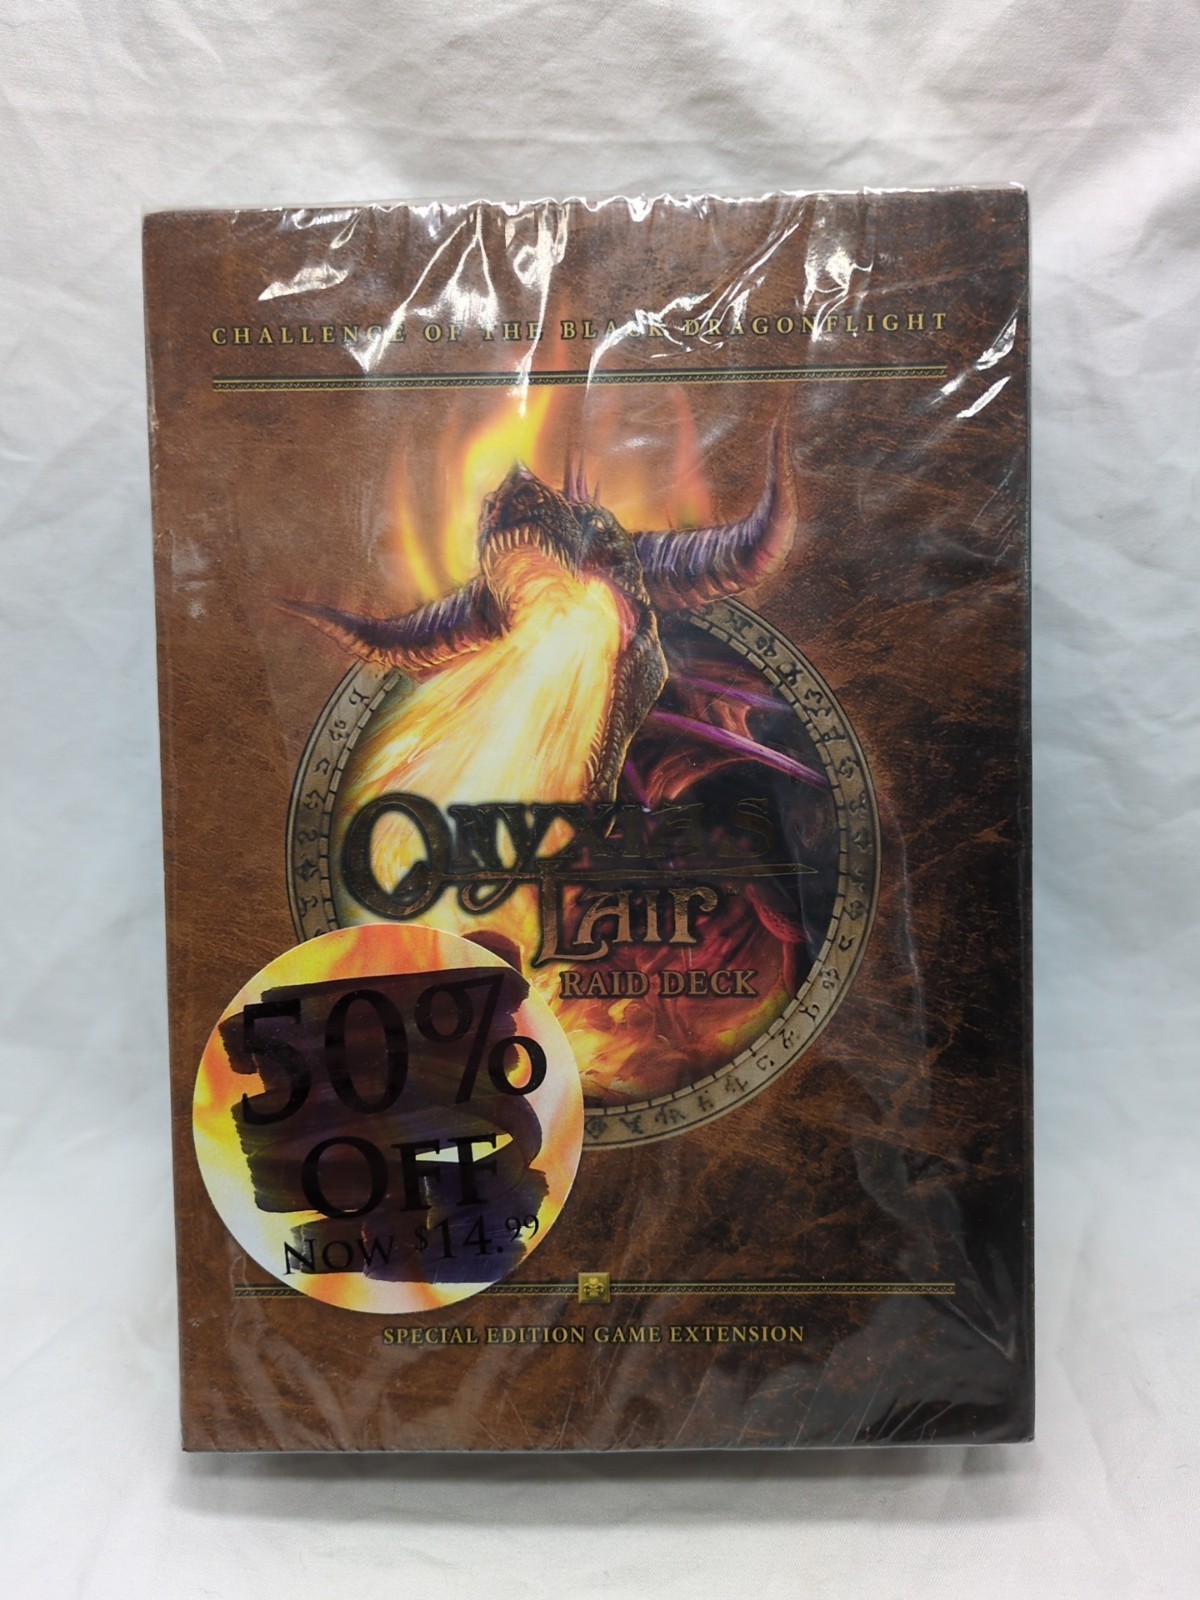 CHALLENGE OF THE BLACK DRAGONFLIGHT
ONYXIA'S
LAIR
RAID DECK
50%
OFF
NOW $14.99
SPECIAL EDITION GAME EXTENSION